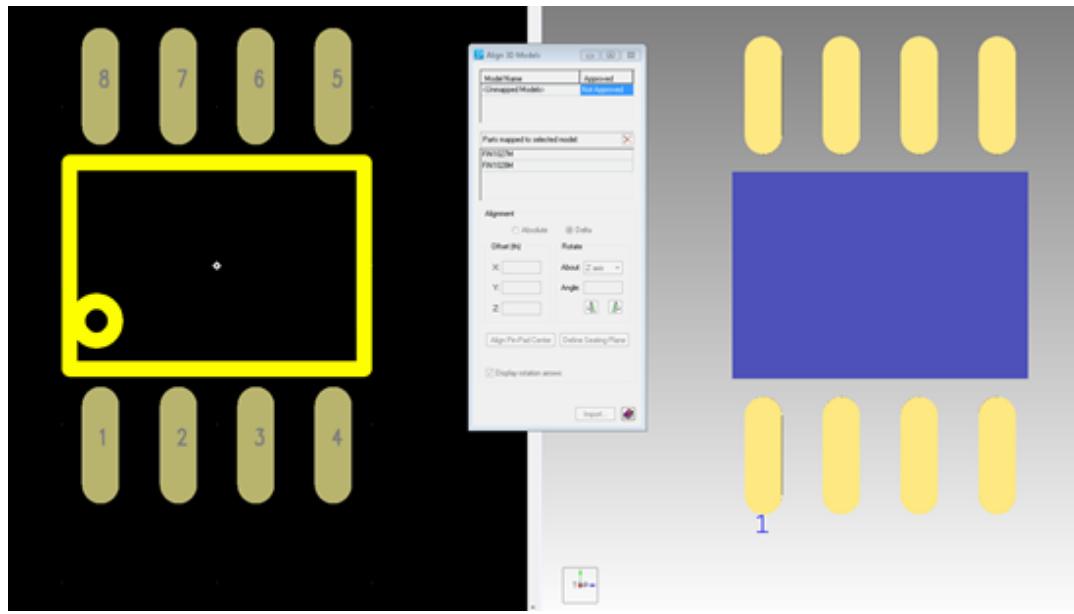 8 7 6 5
1 2 3 4
Align 3D Models
Model Name Approved
<Unmapped Models> Not Approved
Parts mapped to selected model:
FIN1027M
FIN1028M
Alignment
Absolute Delta
Offset (th) Rotate
X: About Z axis
Y: Angle
Z:
Align Pin-Pad Center Define Seating Plane
Display rotation arrows
Import...
1